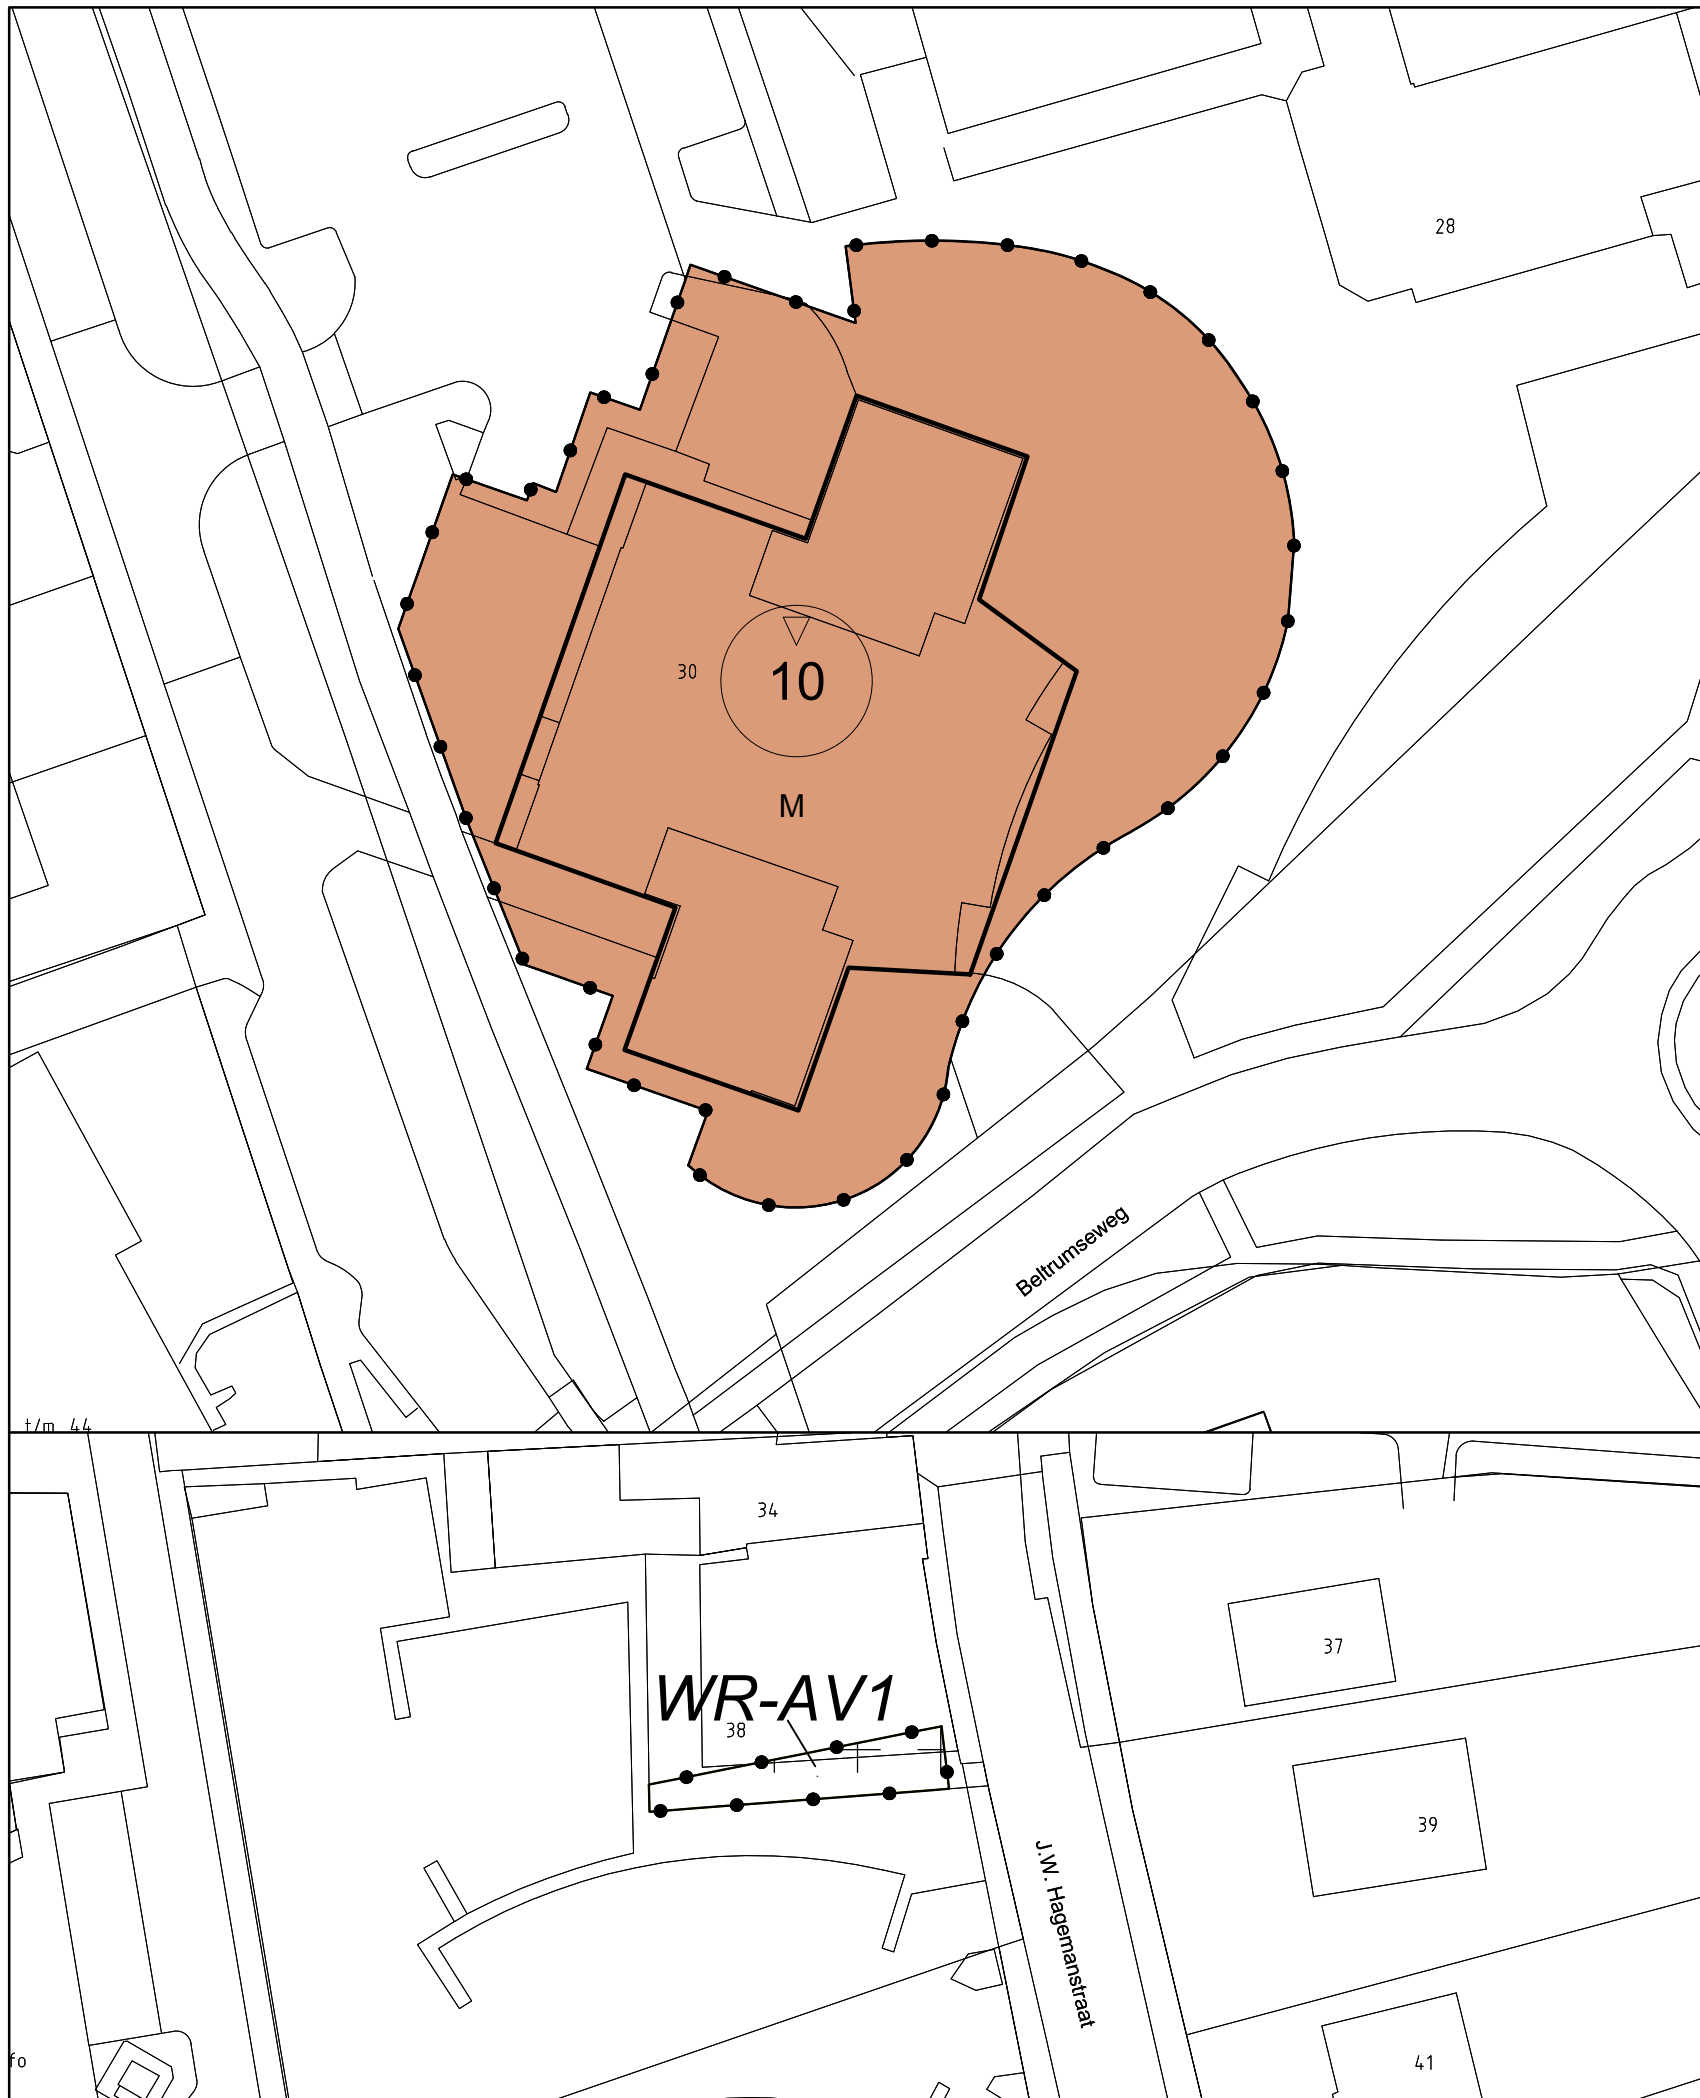 28
30
10
M
Beltrumseweg
t/m 44
34
WR-AV1
38
37
39
J.W. Hagemanstraat
fo
41